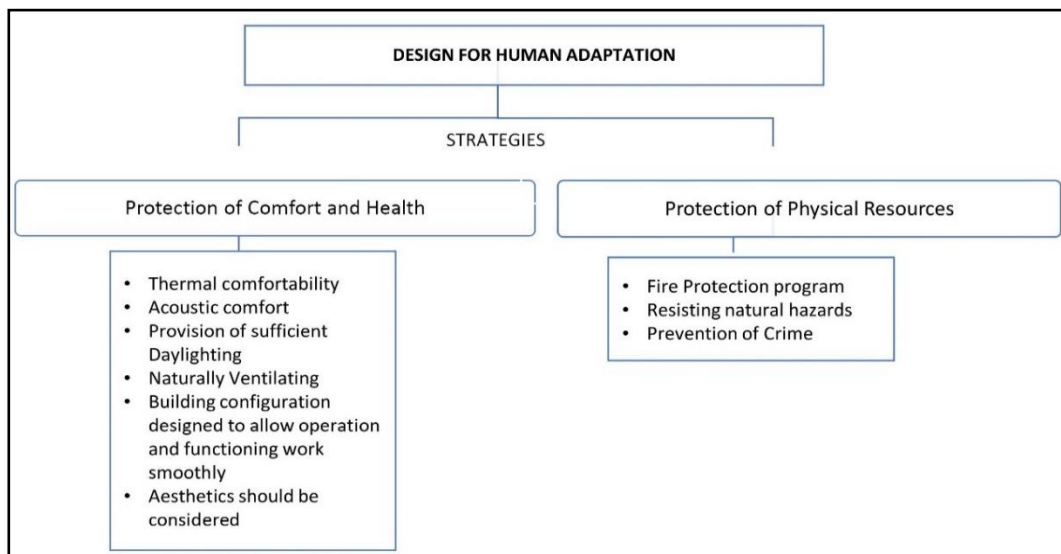 DESIGN FOR HUMAN ADAPTATION
STRATEGIES
Protection of Comfort and Health
• Thermal comfortability
• Acoustic comfort
• Provision of sufficient
Daylighting
• Naturally Ventilating
• Building configuration
designed to allow operation
and functioning work
smoothly
• Aesthetics should be
considered
Protection of Physical Resources
• Fire Protection program
• Resisting natural hazards
• Prevention of Crime